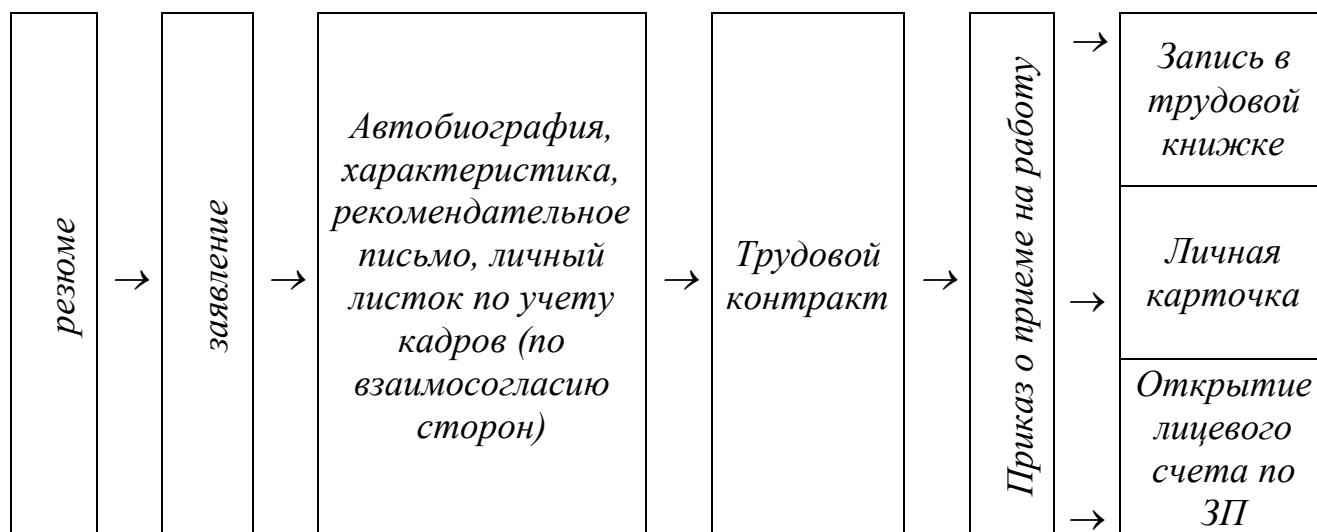 резюме
→
заявление
→
Автобиография,
характеристика,
рекомендательное
письмо, личный
листок по учету
кадров (по
взаимосогласию
сторон)
→
Трудовой
контракт
→
Приказ о приеме на работу
→
Запись в
трудовой
книжке
→
Личная
карточка
→
Открытие
лицевого
счета по
ЗП